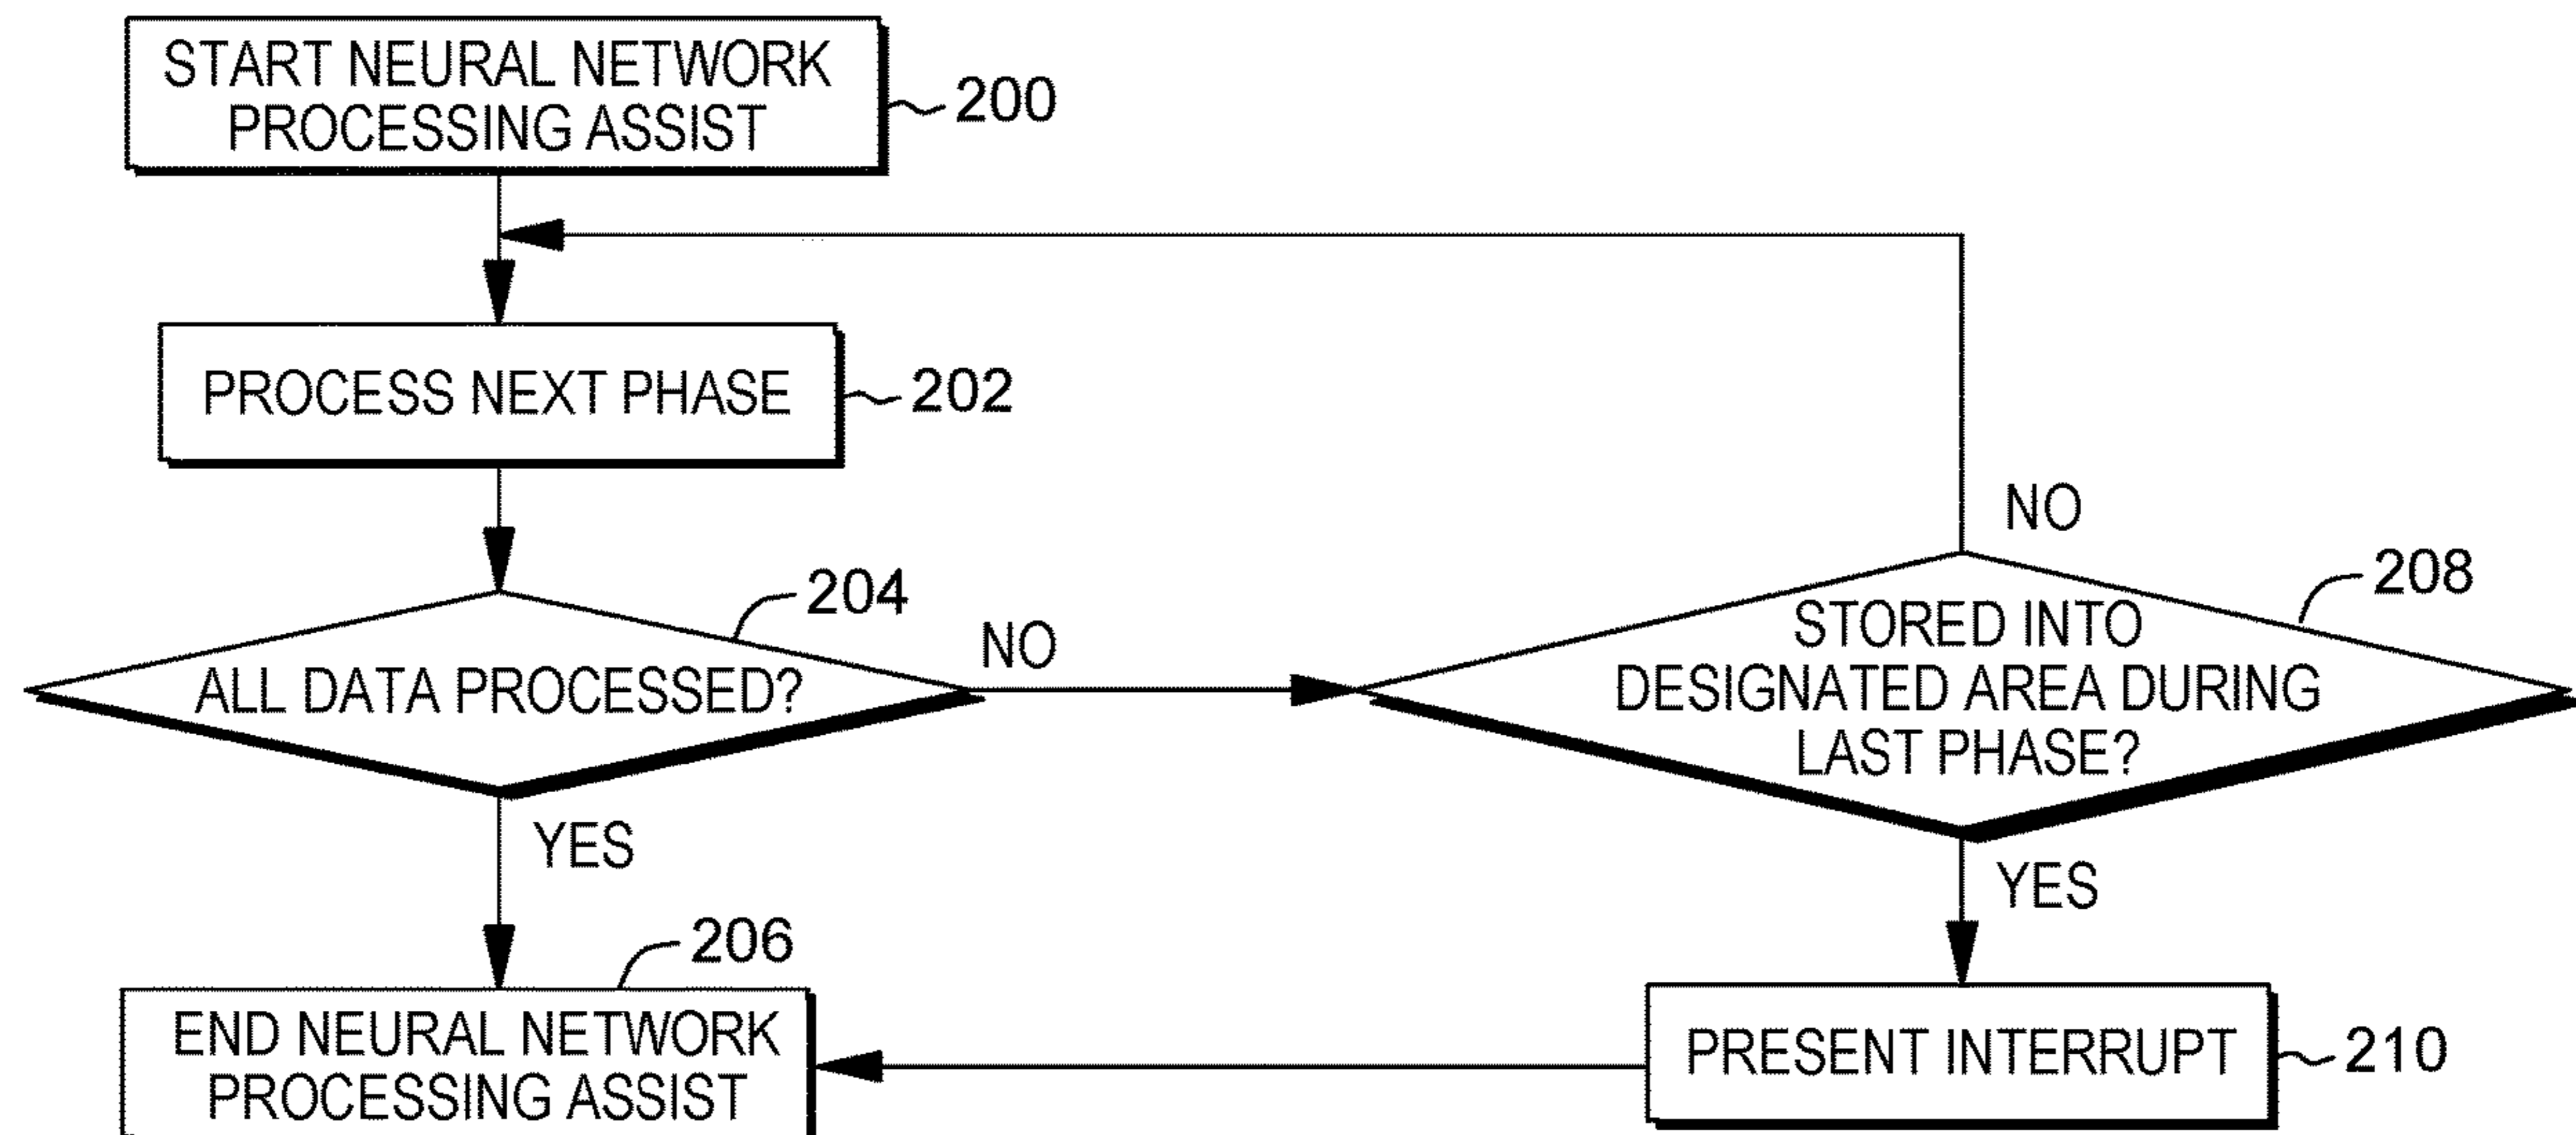 START NEURAL NETWORK
PROCESSING ASSIST
200
PROCESS NEXT PHASE
202
204
ALL DATA PROCESSED?
NO
YES
NO
208
STORED INTO
DESIGNATED AREA DURING
LAST PHASE?
YES
206
END NEURAL NETWORK
PROCESSING ASSIST
PRESENT INTERRUPT
210